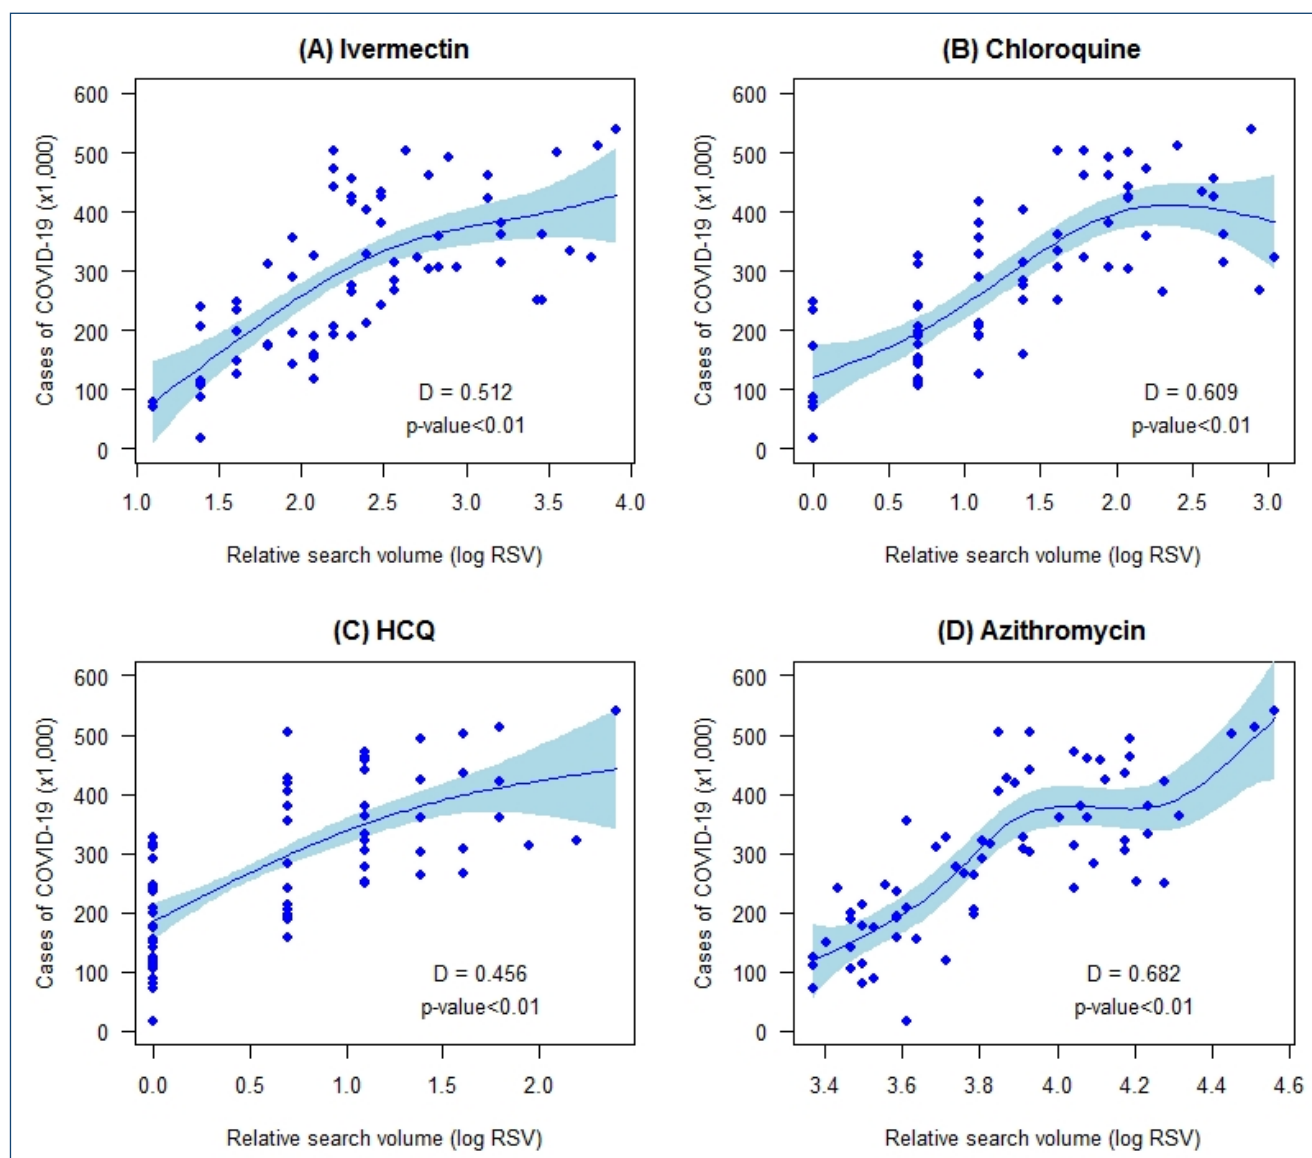 (A) Ivermectin
Cases of COVID-19 (x1,000)
600
500
400
300
200
100
0
D = 0.512
p-value<0.01
1.0 1.5 2.0 2.5 3.0 3.5 4.0
Relative search volume (log RSV)
(B) Chloroquine
Cases of COVID-19 (x1,000)
600
500
400
300
200
100
0
D = 0.609
p-value<0.01
0.0 0.5 1.0 1.5 2.0 2.5 3.0
Relative search volume (log RSV)
(C) HCQ
Cases of COVID-19 (x1,000)
600
500
400
300
200
100
0
D = 0.456
p-value<0.01
0.0 0.5 1.0 1.5 2.0
Relative search volume (log RSV)
(D) Azithromycin
Cases of COVID-19 (x1,000)
600
500
400
300
200
100
0
D = 0.682
p-value<0.01
3.4 3.6 3.8 4.0 4.2 4.4 4.6
Relative search volume (log RSV)